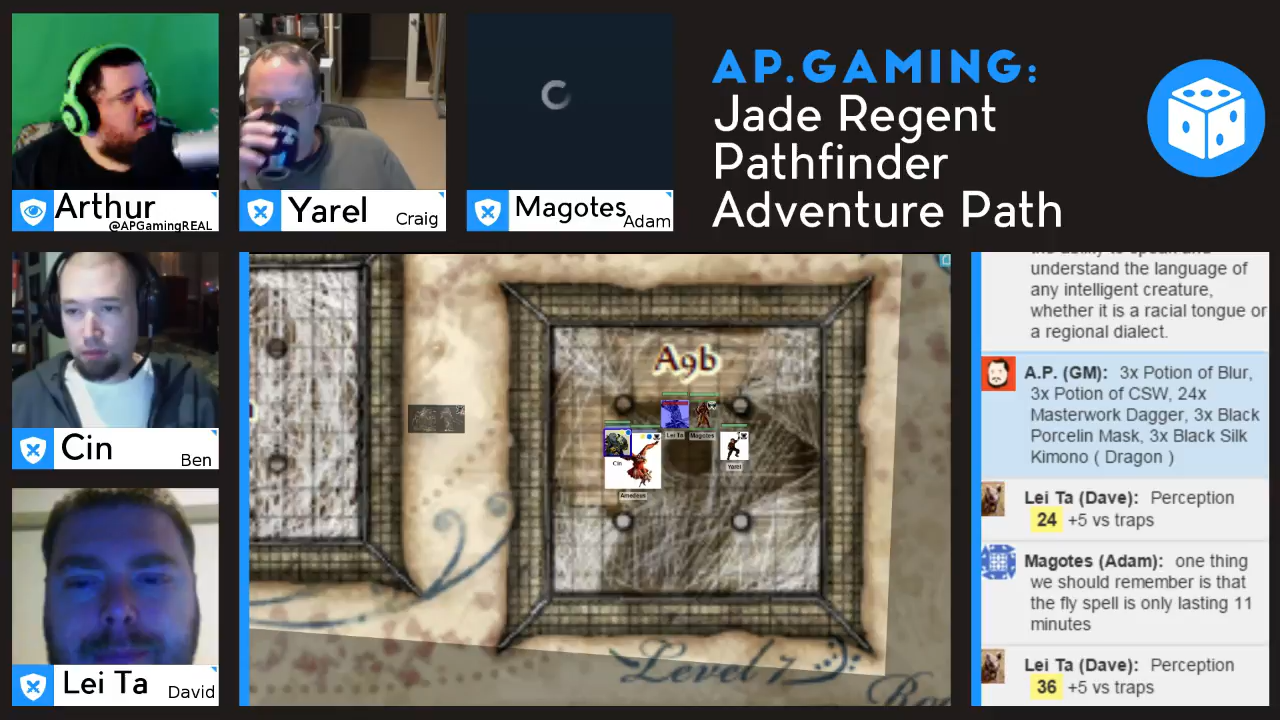 AP.GAMING:
Jade Regent
Pathfinder
Adventure Path
Arthur
@APGamingREAL
Yarel
Craig
Magotes
Adam
Cin
Ben
Lei Ta
David
A9b
Lei Ta
Magotes
Cin
Yarel
Amadeus
Level 7
understand the language of
any intelligent creature,
whether it is a racial tongue or
a regional dialect.
A.P. (GM): 3x Potion of Blur,
3x Potion of CSW, 24x
Masterwork Dagger, 3x Black
Porcelin Mask, 3x Black Silk
Kimono ( Dragon )
Lei Ta (Dave): Perception
24 +5 vs traps
Magotes (Adam): one thing
we should remember is that
the fly spell is only lasting 11
minutes
Lei Ta (Dave): Perception
36 +5 vs traps